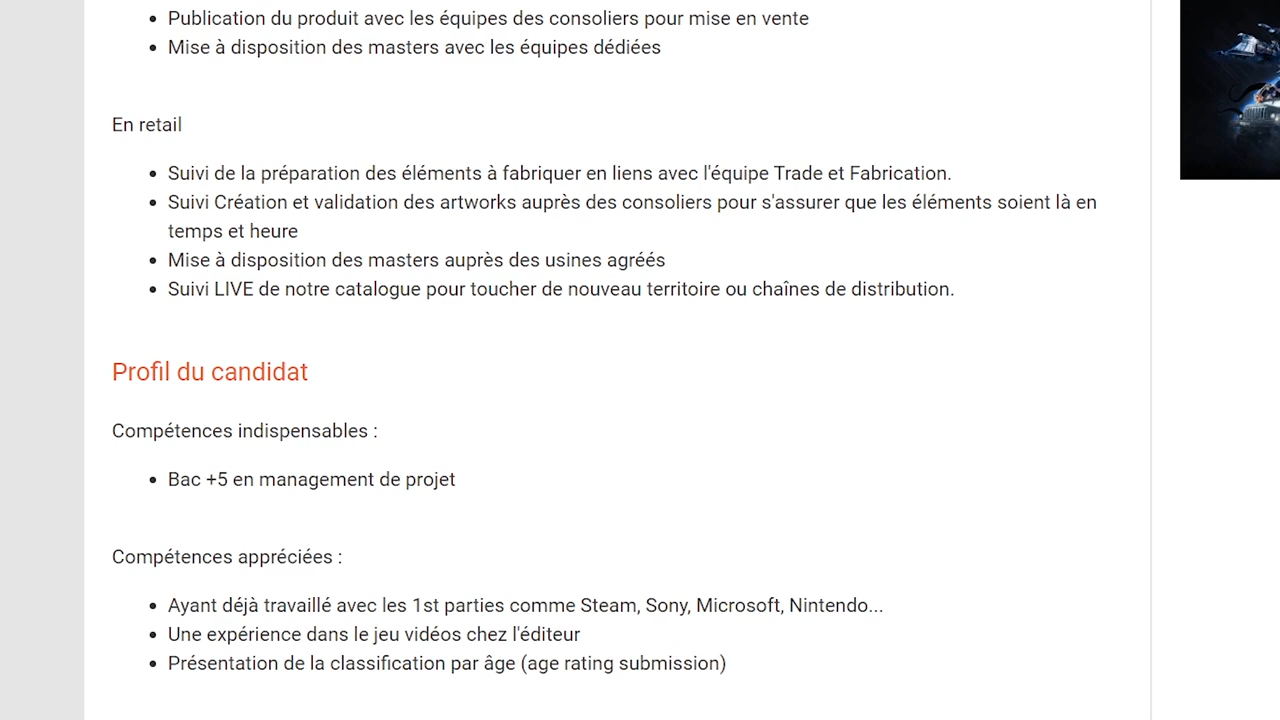 Publication du produit avec les équipes des consoliers pour mise en vente
Mise à disposition des masters avec les équipes dédiées
En retail
Suivi de la préparation des éléments à fabriquer en liens avec l'équipe Trade et Fabrication.
Suivi Création et validation des artworks auprès des consoliers pour s'assurer que les éléments soient là en
temps et heure
Mise à disposition des masters auprès des usines agréés
Suivi LIVE de notre catalogue pour toucher de nouveau territoire ou chaînes de distribution.
Profil du candidat
Compétences indispensables :
Bac +5 en management de projet
Compétences appréciées :
Ayant déjà travaillé avec les 1st parties comme Steam, Sony, Microsoft, Nintendo...
Une expérience dans le jeu vidéos chez l'éditeur
Présentation de la classification par âge (age rating submission)